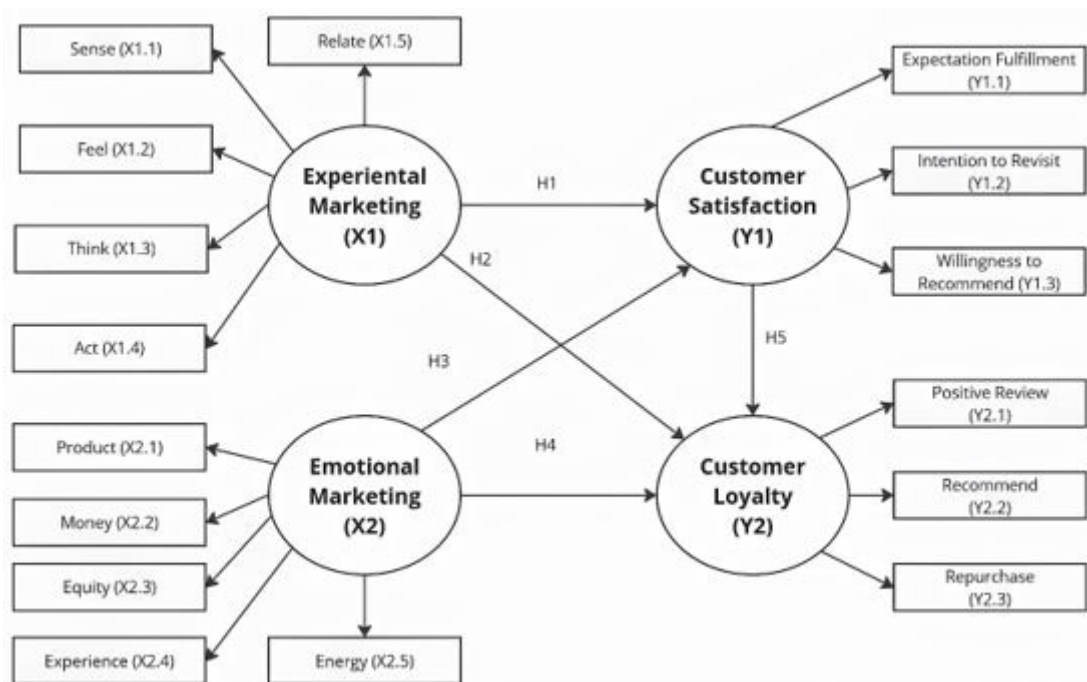 Sense (X1.1)
Relate (X1.5)
Expectation Fulfillment
(Y1.1)
Feel (X1.2)
Experiental
Marketing
(X1)
H1
Customer
Satisfaction
(Y1)
Intention to Revisit
(Y1.2)
Think (X1.3)
H2
Willingness to
Recommend (Y1.3)
Act (X1.4)
H3
H5
Positive Review
(Y2.1)
Product (X2.1)
Emotional
Marketing
(X2)
H4
Customer
Loyalty
(Y2)
Recommend
(Y2.2)
Money (X2.2)
Equity (X2.3)
Repurchase
(Y2.3)
Experience (X2.4)
Energy (X2.5)